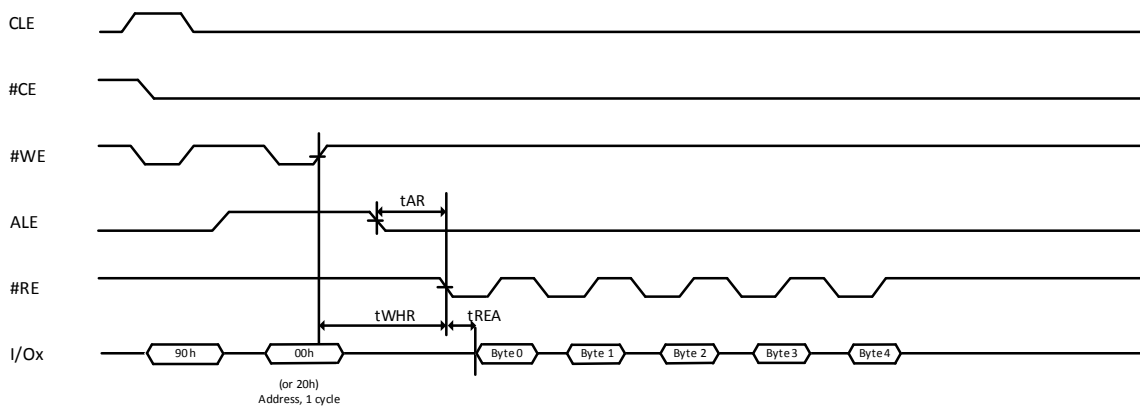 CLE
#CE
#WE
ALE
tAR
#RE
tWHR
tREA
I/Ox
90h
00h
Byte 0
Byte 1
Byte 2
Byte 3
Byte 4
(or 20h)
Address, 1 cycle